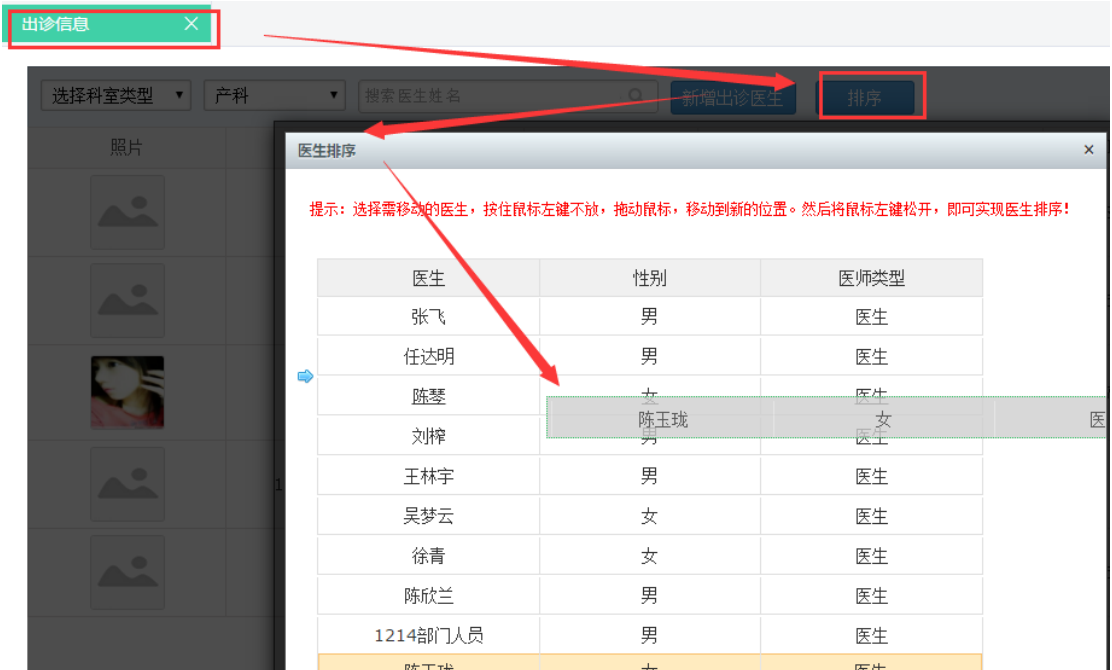 出诊信息
选择科室类型 产科 搜索医生姓名 新增出诊医生 排序
照片
医生排序
提示：选择需移动的医生，按住鼠标左键不放，拖动鼠标，移动到新的位置。然后将鼠标左键松开，即可实现医生排序！
医生 性别 医师类型
张飞 男 医生
任达明 男 医生
陈琴 女 医生
陈玉珑 女 医
刘榨 男 医生
王林宇 男 医生
吴梦云 女 医生
徐青 女 医生
1
陈欣兰 男 医生
1214部门人员 男 医生
陈玉珑 女 医生